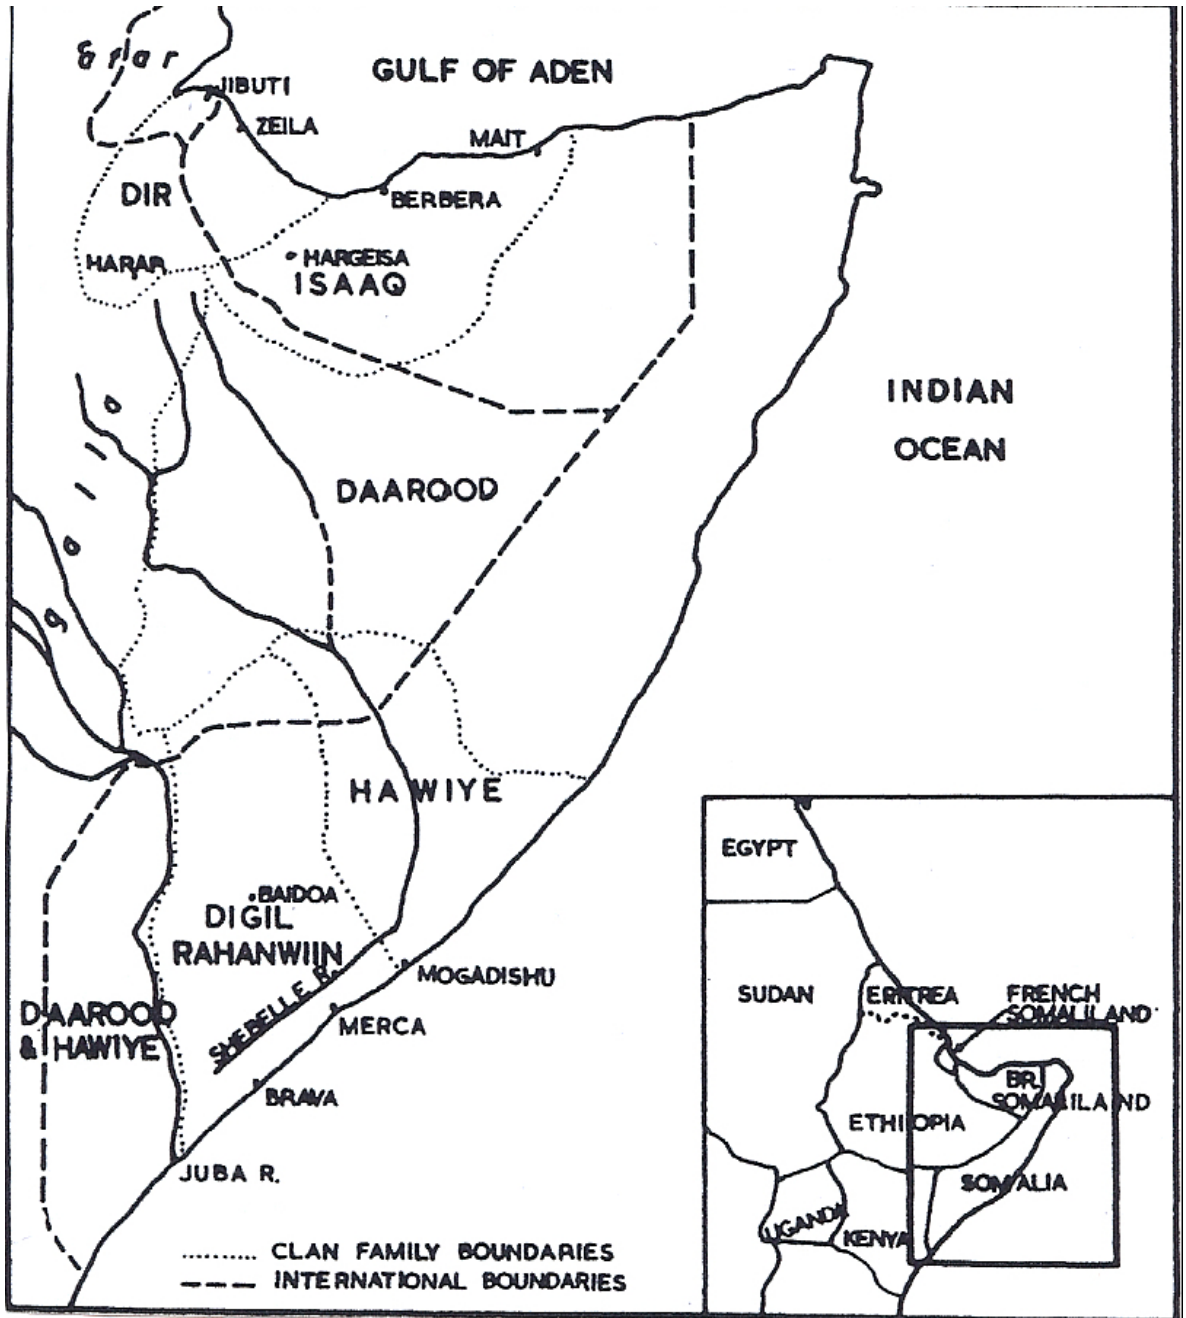 Afar
JIBUTI
GULF OF ADEN
ZEILA
MAIT
DIR
BERBERA
HARAR
HARGEISA
ISAAQ
galla
INDIAN
OCEAN
DAAROOD
HAWIYE
BAIDOA
DIGIL
RAHANWIIN
SHEBELLE R.
MOGADISHU
MERCA
DAAROOD
& HAWIYE
BRAVA
JUBA R.
CLAN FAMILY BOUNDARIES
INTERNATIONAL BOUNDARIES
EGYPT
SUDAN
ERITREA
FRENCH
SOMALILAND
BR.
SOMALILAND
ETHIOPIA
SOMALIA
UGANDA
KENYA